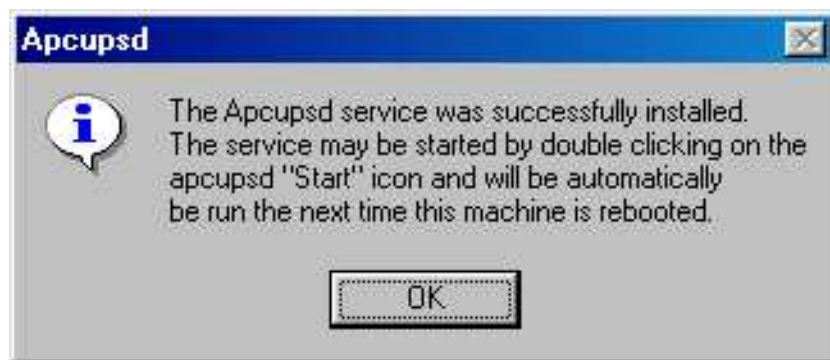 Apcupsd
The Apcupsd service was successfully installed.
The service may be started by double clicking on the
apcupsd "Start" icon and will be automatically
be run the next time this machine is rebooted.
OK